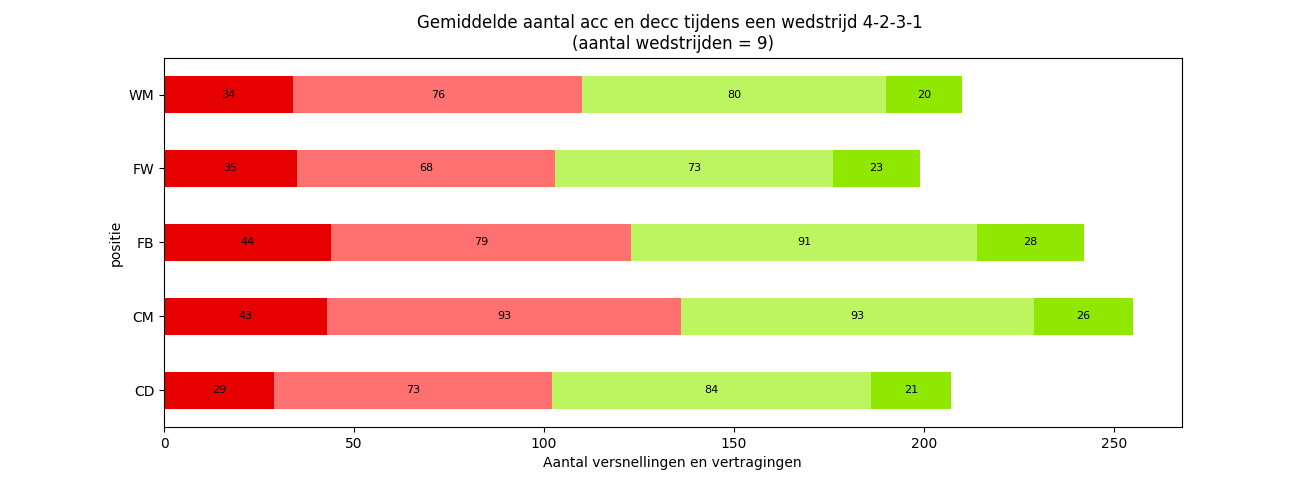 Gemiddelde aantal acc en decc tijdens een wedstrijd 4-2-3-1
(aantal wedstrijden = 9)
positie
WM 34 76 80 20
FW 35 68 73 23
FB 44 79 91 28
CM 43 93 93 26
CD 29 73 84 21
0 50 100 150 200 250
Aantal versnellingen en vertragingen